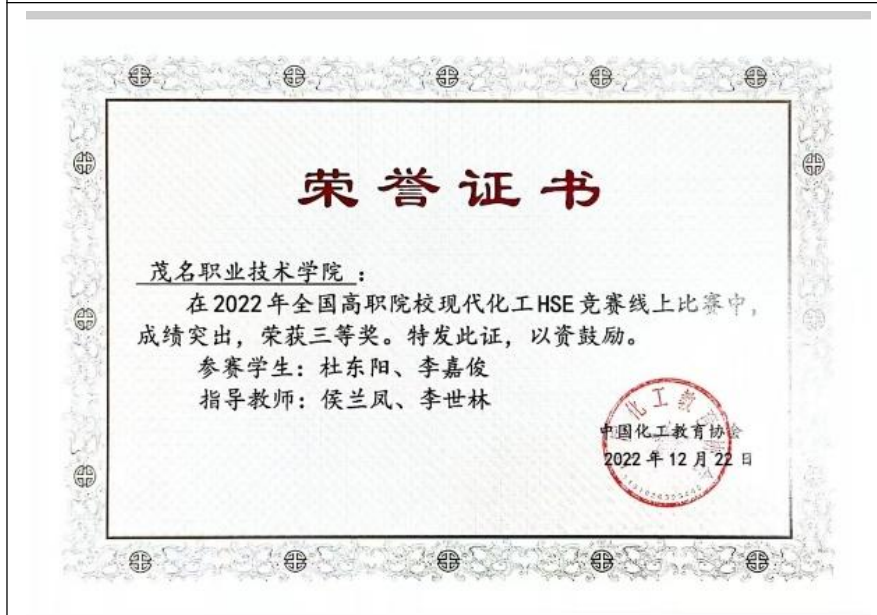 荣誉证书
茂名职业技术学院：
在2022年全国高职院校现代化工HSE竞赛线上比赛中，
成绩突出，荣获三等奖。特发此证，以资鼓励。
参赛学生：杜东阳、李嘉俊
指导教师：侯兰凤、李世林
中国化工教育协会
2022年12月22日